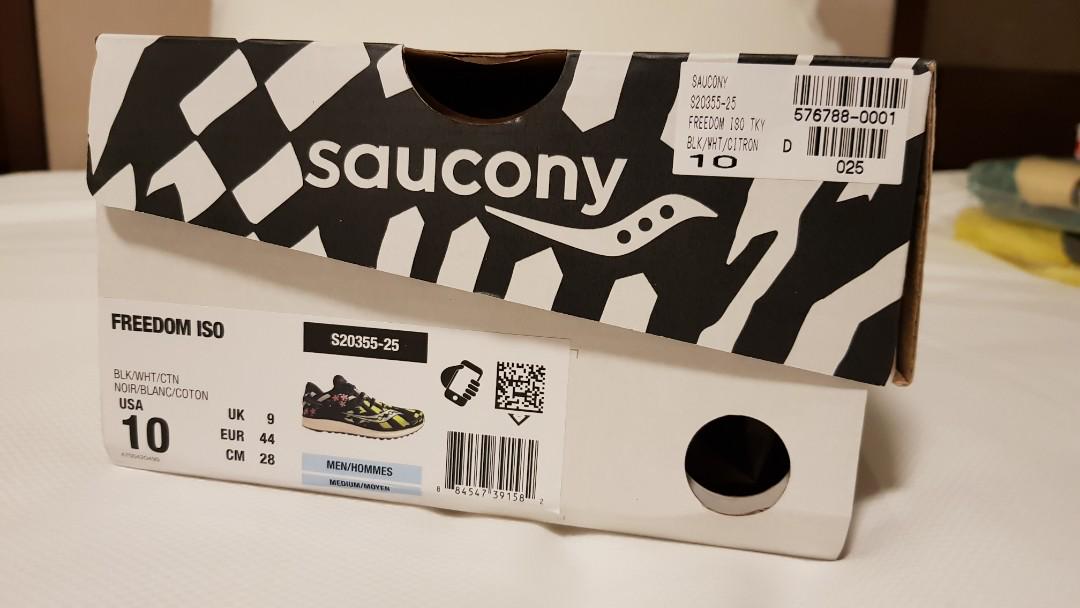 saucony
SAUCONY
S20355-25
FREEDOM ISO TKY
BLK/WHT/CITRON
10
D
576788-0001
025
FREEDOM ISO
S20355-25
BLK/WHT/CTN
NOIR/BLANC/COTON
USA
10
UK 9
EUR 44
CM 28
MEN/HOMMES
MEDIUM/MOYEN
8 84547 39158 2